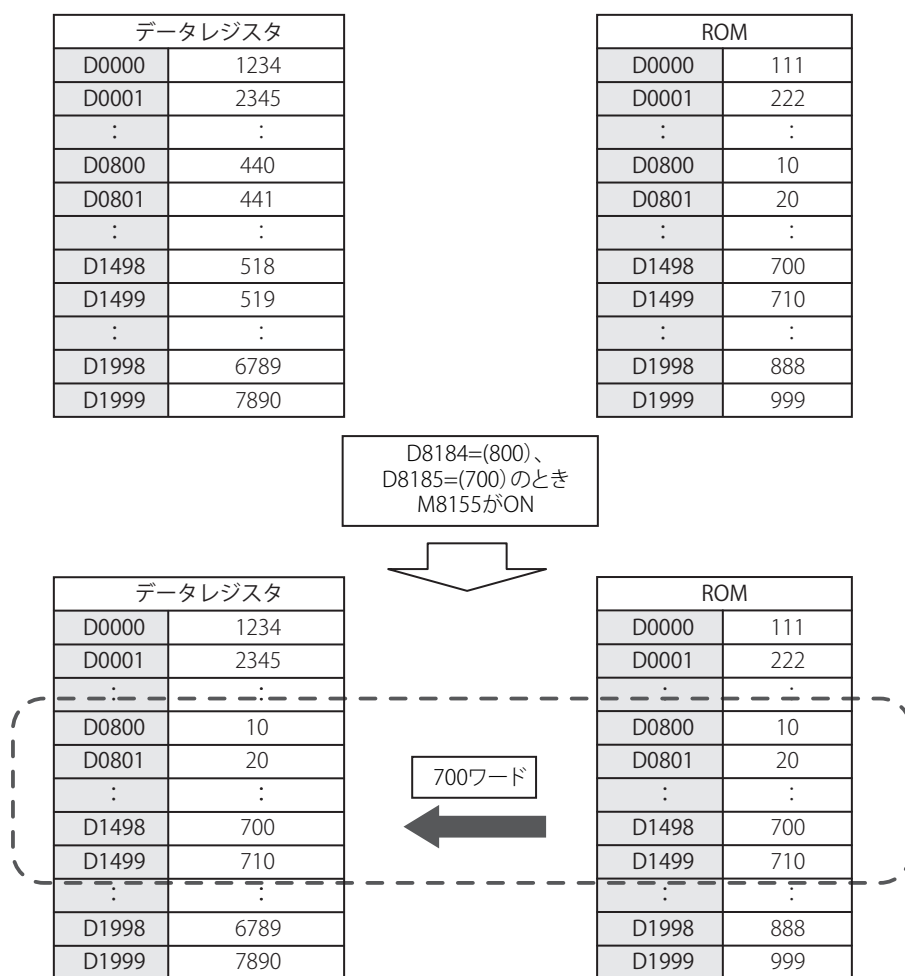 データレジスタ ROM
D0000 1234 D0000 111
D0001 2345 D0001 222
: : : :
D0800 440 D0800 10
D0801 441 D0801 20
: : : :
D1498 518 D1498 700
D1499 519 D1499 710
: : : :
D1998 6789 D1998 888
D1999 7890 D1999 999
D8184=(800)、
D8185=(700)のとき
M8155がON
データレジスタ ROM
D0000 1234 D0000 111
D0001 2345 D0001 222
: : : :
D0800 10 D0800 10
D0801 20 D0801 20
700ワード
: : : :
D1498 700 D1498 700
D1499 710 D1499 710
: : : :
D1998 6789 D1998 888
D1999 7890 D1999 999